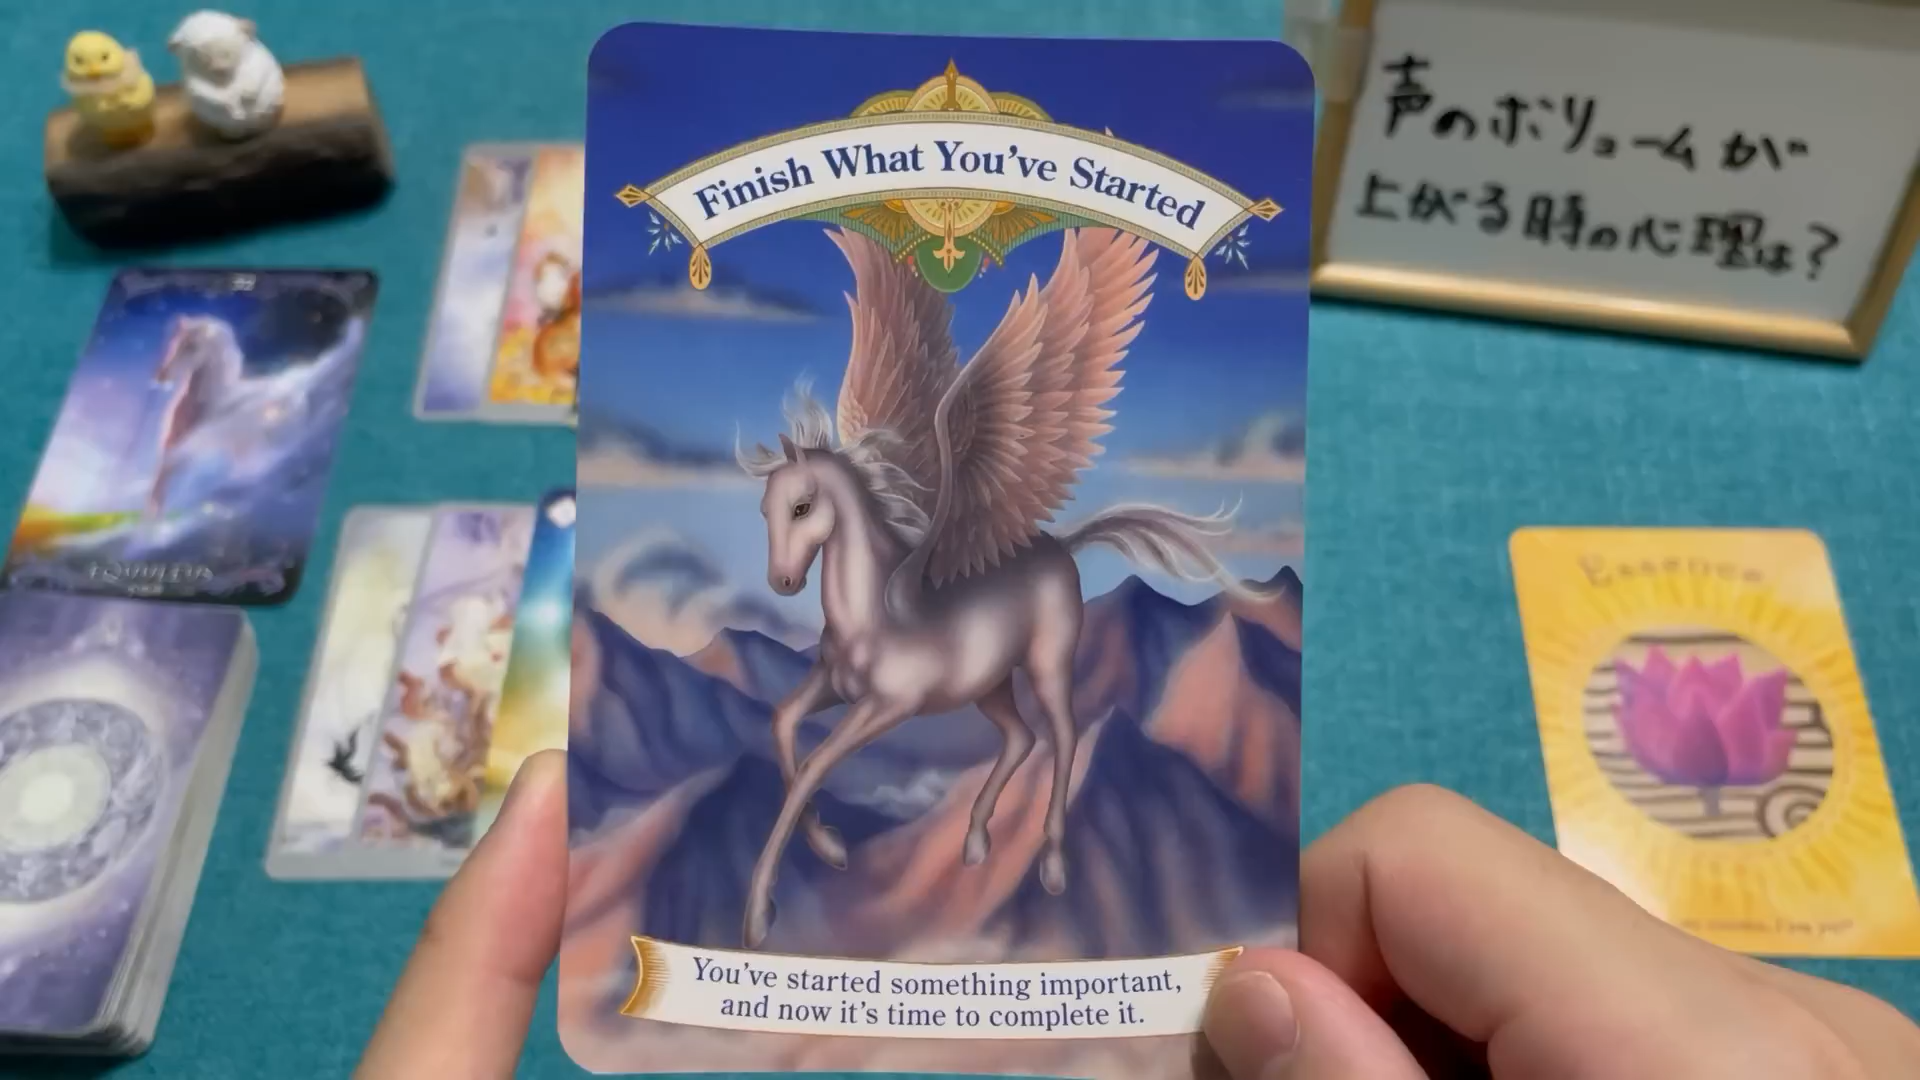 Finish What You've Started
声のボリュームが
上がる時の心理は？
Essence
You've started something important,
and now it's time to complete it.